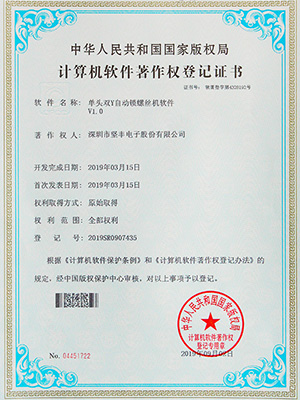 中华人民共和国国家版权局
计算机软件著作权登记证书
软件名称： 单头双Y自动锁螺丝机软件
V1.0
著作权人： 深圳市坚丰电子股份有限公司
开发完成日期： 2019年03月15日
首次发表日期： 2019年03月15日
权利取得方式： 原始取得
权利范围： 全部权利
登记号： 2019SR0907435
根据《计算机软件保护条例》和《计算机软件著作权登记办法》的
规定，经中国版权保护中心审核，对以上事项予以登记。
中华人民共和国国家版权局
计算机软件著作权
登记专用章
No. 04451722